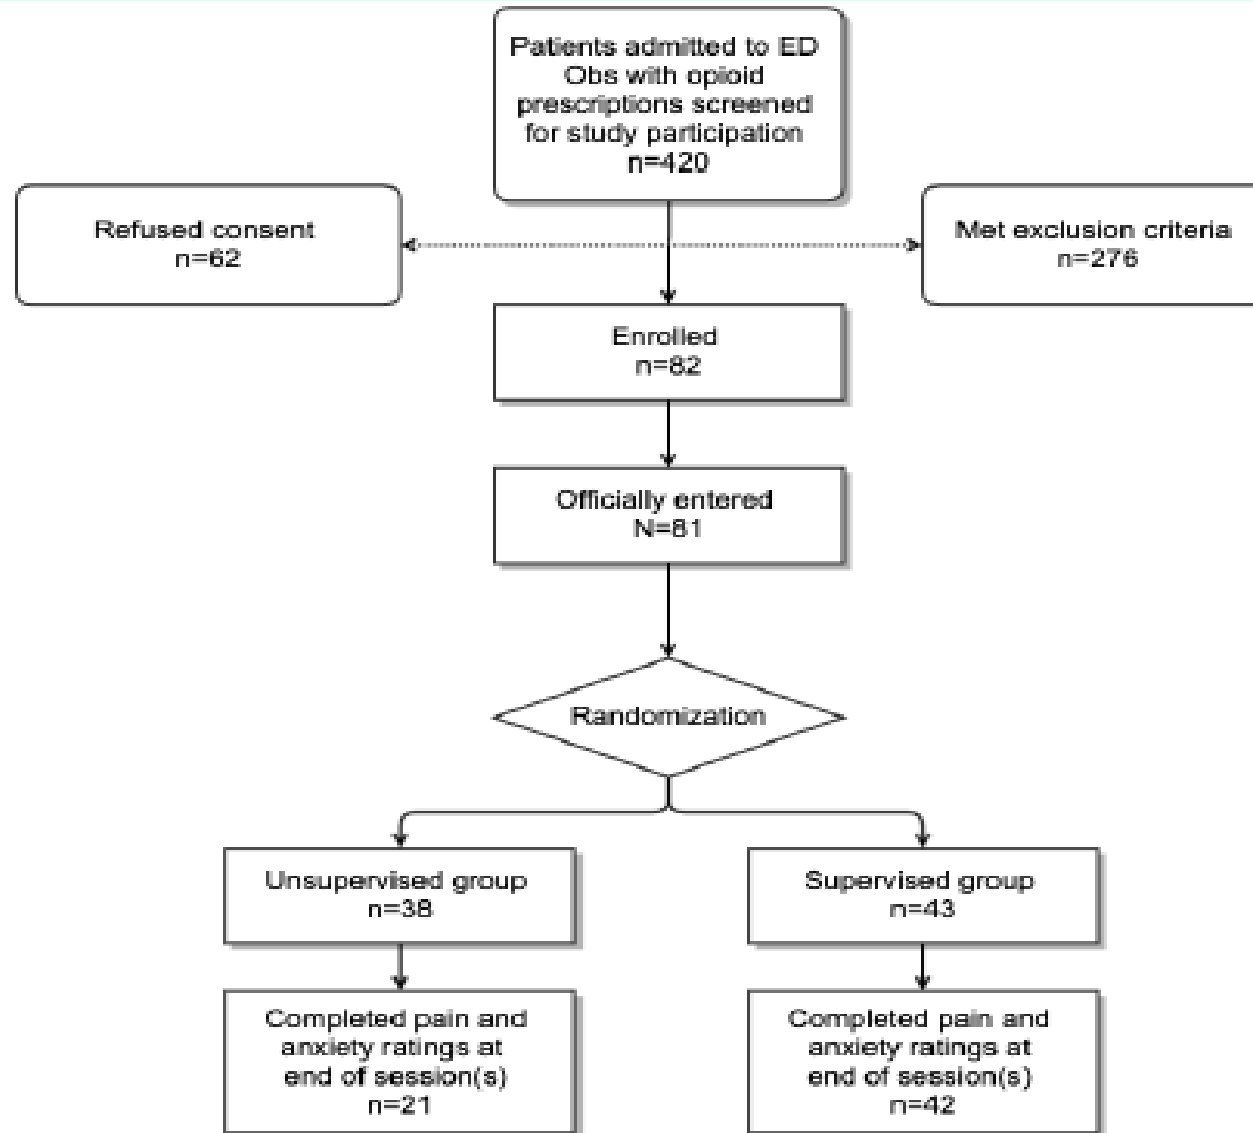 Patients admitted to ED
Obs with opioid
prescriptions screened
for study participation
n=420
Refused consent
n=62
Met exclusion criteria
n=276
Enrolled
n=82
Officially entered
N=81
Randomization
Unsupervised group
n=38
Supervised group
n=43
Completed pain and
anxiety ratings at
end of session(s)
n=21
Completed pain and
anxiety ratings at
end of session(s)
n=42